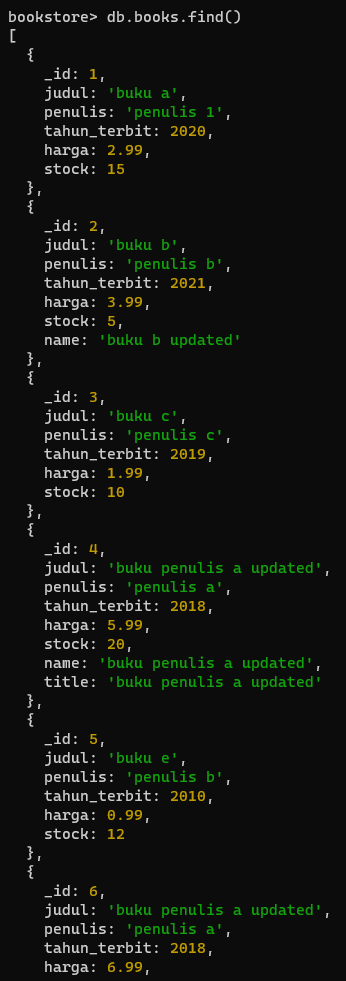 bookstore> db.books.find()
[
  {
    _id: 1,
    judul: 'buku a',
    penulis: 'penulis 1',
    tahun_terbit: 2020,
    harga: 2.99,
    stock: 15
  },
  {
    _id: 2,
    judul: 'buku b',
    penulis: 'penulis b',
    tahun_terbit: 2021,
    harga: 3.99,
    stock: 5,
    name: 'buku b updated'
  },
  {
    _id: 3,
    judul: 'buku c',
    penulis: 'penulis c',
    tahun_terbit: 2019,
    harga: 1.99,
    stock: 10
  },
  {
    _id: 4,
    judul: 'buku penulis a updated',
    penulis: 'penulis a',
    tahun_terbit: 2018,
    harga: 5.99,
    stock: 20,
    name: 'buku penulis a updated',
    title: 'buku penulis a updated'
  },
  {
    _id: 5,
    judul: 'buku e',
    penulis: 'penulis b',
    tahun_terbit: 2010,
    harga: 0.99,
    stock: 12
  },
  {
    _id: 6,
    judul: 'buku penulis a updated',
    penulis: 'penulis a',
    tahun_terbit: 2018,
    harga: 6.99,